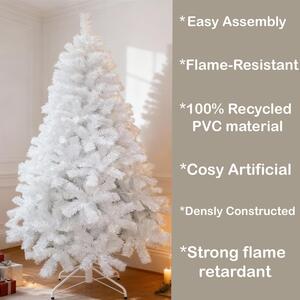 *Easy Assembly
*Flame-Resistant
*100% Recycled
PVC material
*Cosy Artificial
*Densly Constructed
*Strong flame
retardant